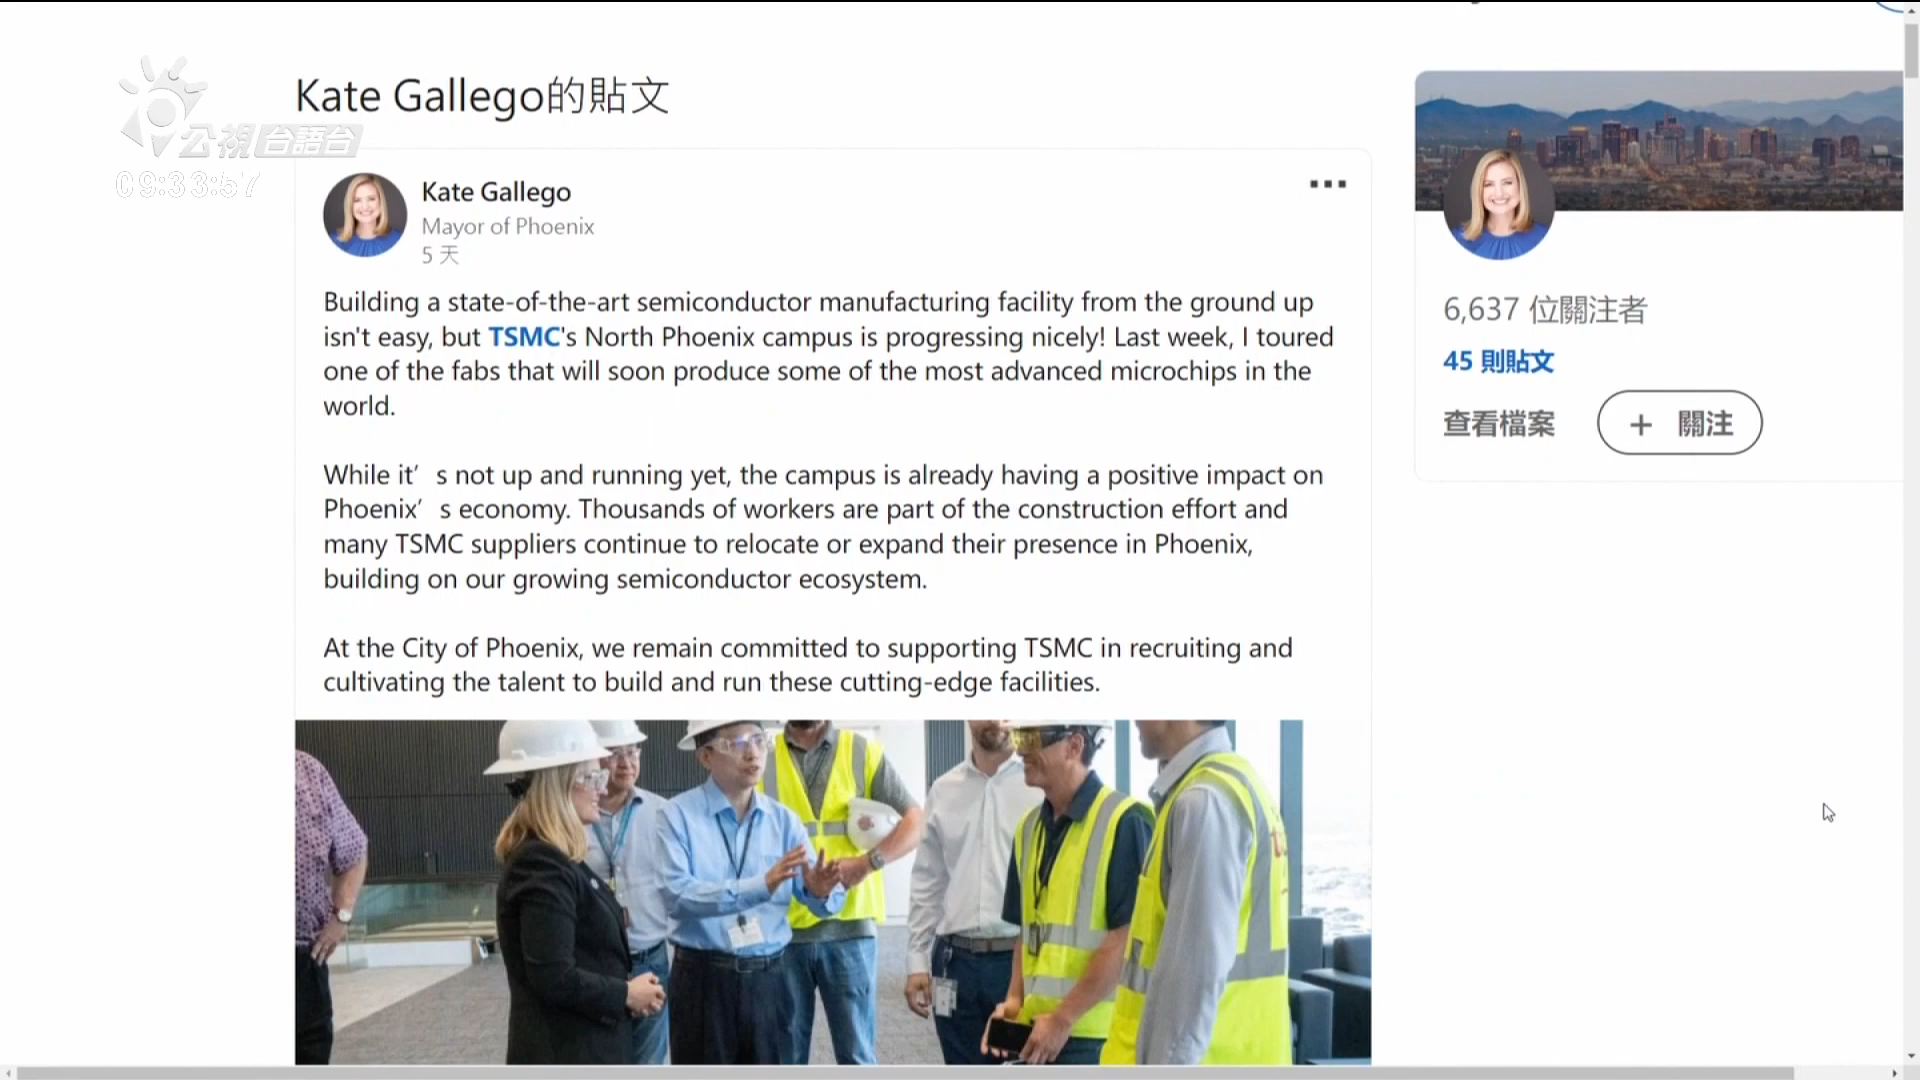 公視台語台
09:33:57
Kate Gallego的貼文
Kate Gallego
Mayor of Phoenix
5 天
Building a state-of-the-art semiconductor manufacturing facility from the ground up
isn't easy, but TSMC's North Phoenix campus is progressing nicely! Last week, I toured
one of the fabs that will soon produce some of the most advanced microchips in the
world.
While it’s not up and running yet, the campus is already having a positive impact on
Phoenix’s economy. Thousands of workers are part of the construction effort and
many TSMC suppliers continue to relocate or expand their presence in Phoenix,
building on our growing semiconductor ecosystem.
At the City of Phoenix, we remain committed to supporting TSMC in recruiting and
cultivating the talent to build and run these cutting-edge facilities.
6,637 位關注者
45 則貼文
查看檔案
+ 關注